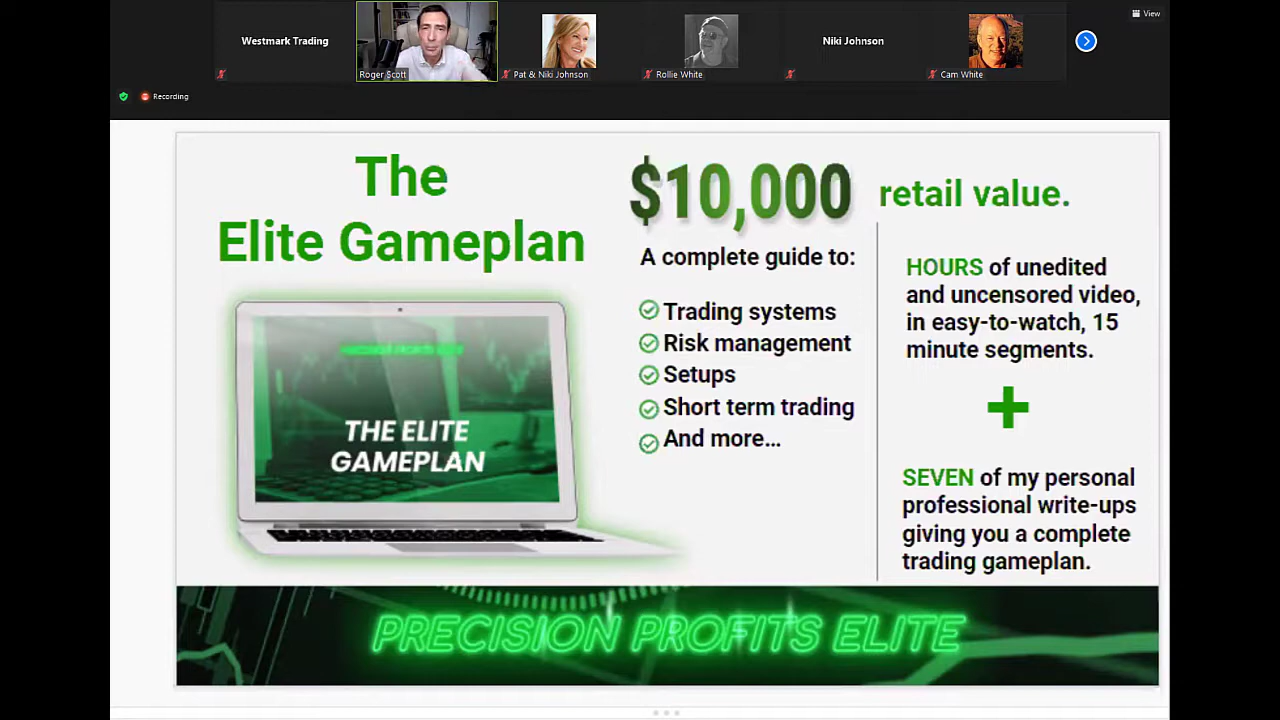 Westmark Trading
Roger Scott
Pat & Niki Johnson
Rollie White
Niki Johnson
Cam White
View
Recording
The
Elite Gameplan
THE ELITE
GAMEPLAN
$10,000 retail value.
A complete guide to:
Trading systems
Risk management
Setups
Short term trading
And more...
HOURS of unedited
and uncensored video,
in easy-to-watch, 15
minute segments.
+
SEVEN of my personal
professional write-ups
giving you a complete
trading gameplan.
PRECISION PROFITS ELITE